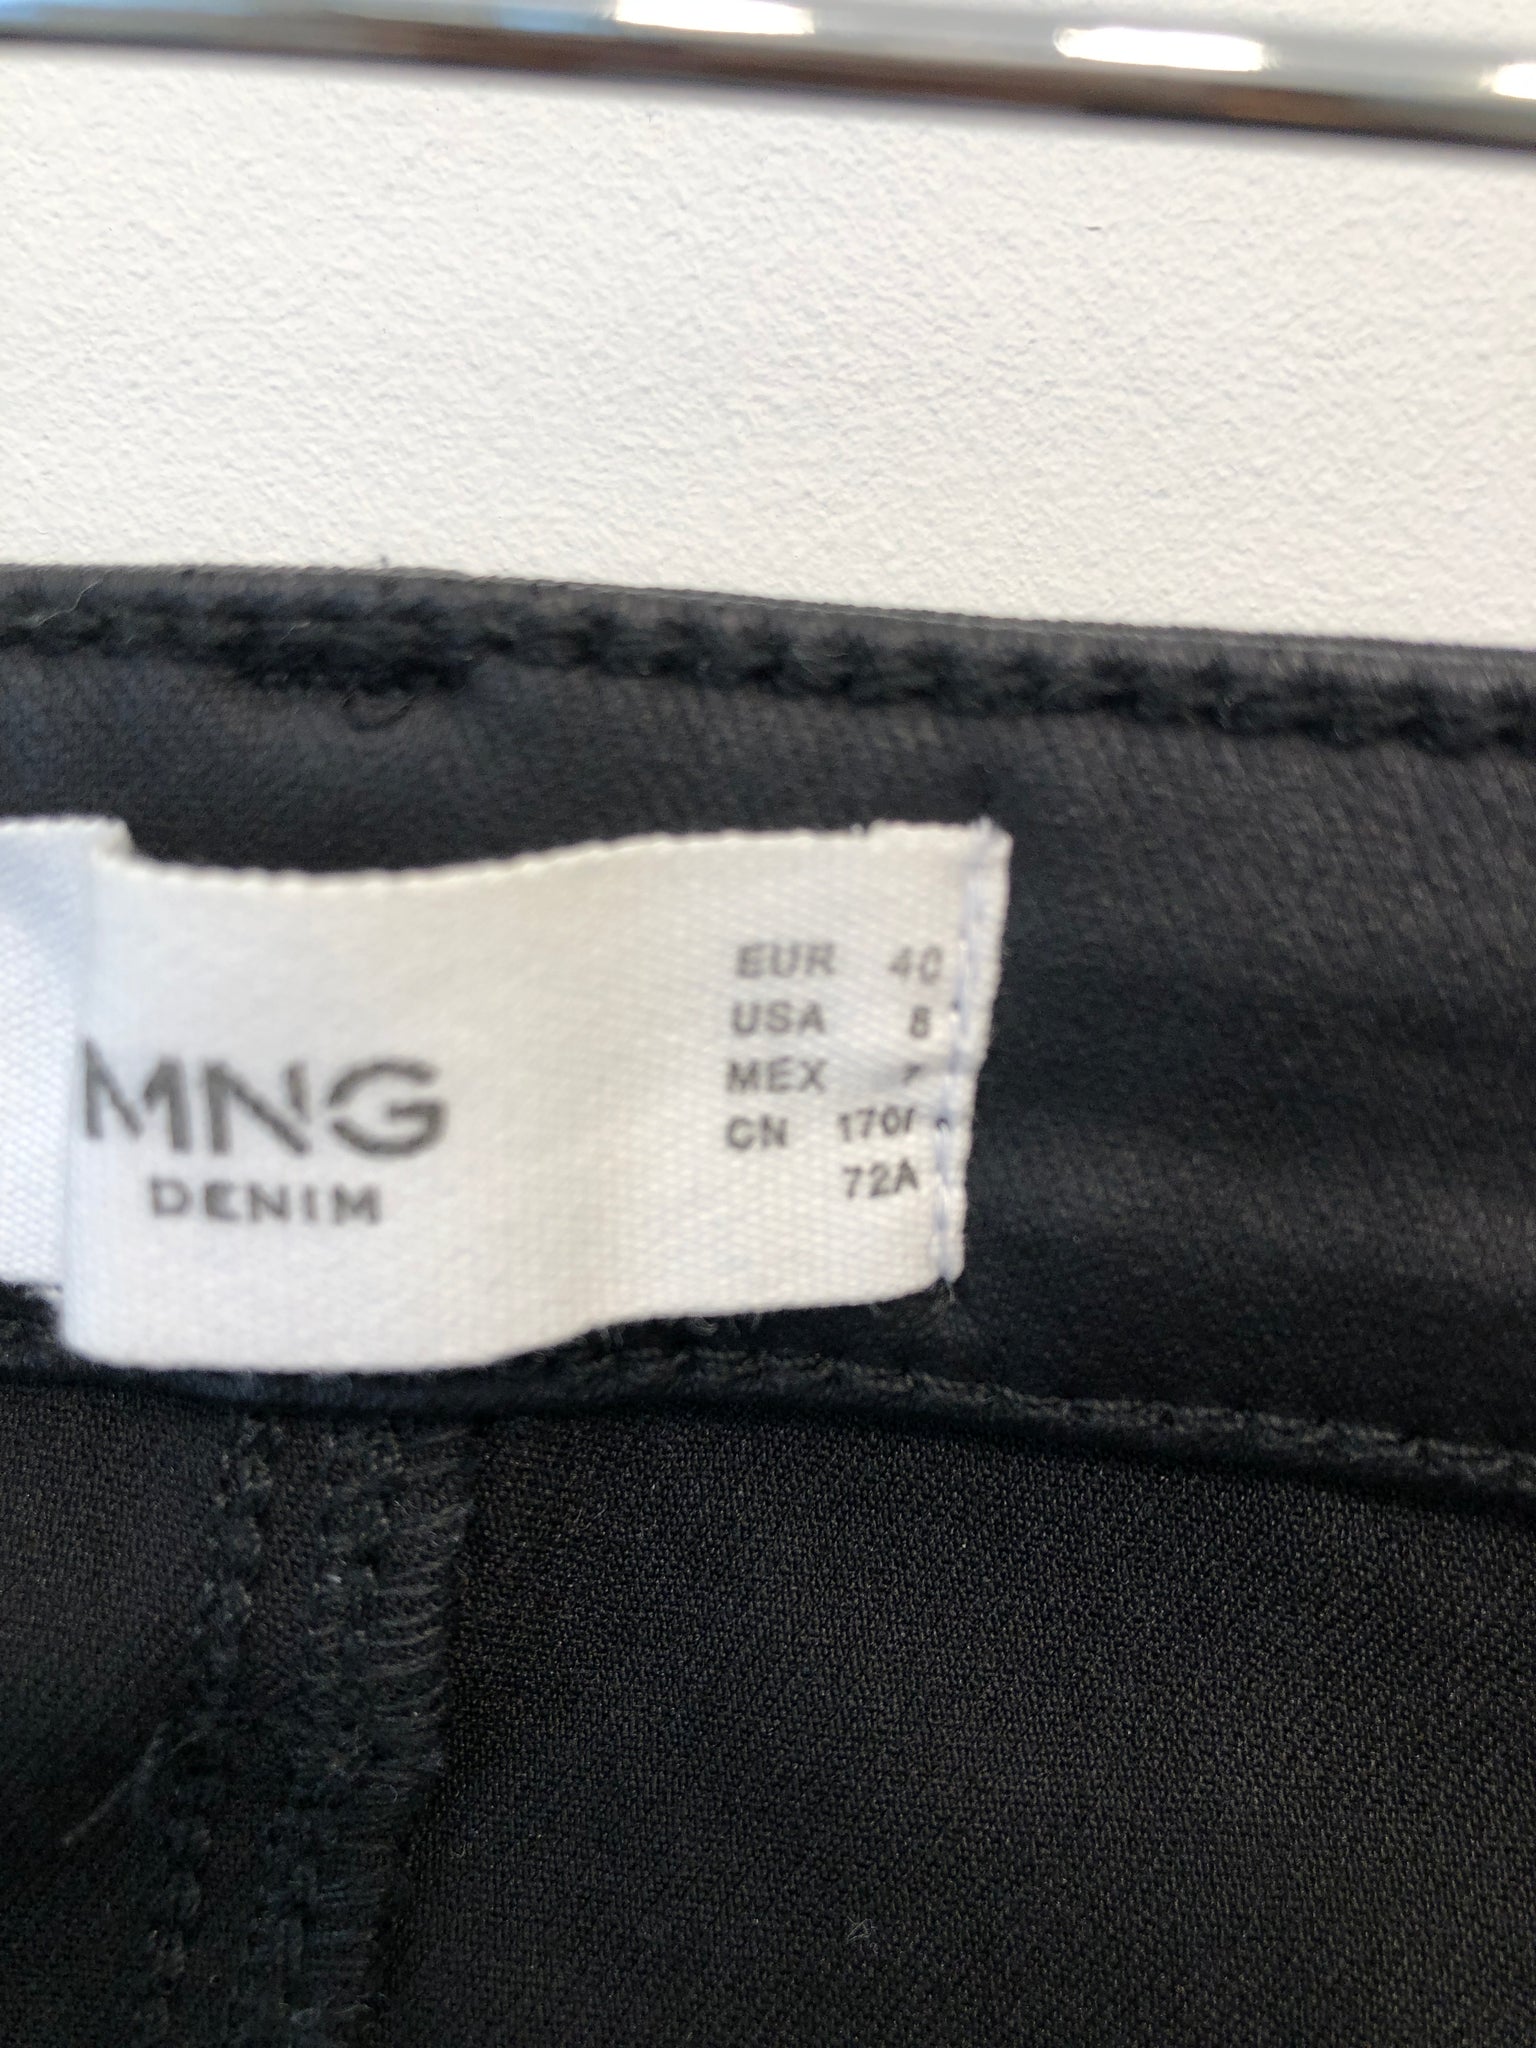 MNG
DENIM
EUR 40
USA 8
MEX
CN 170/
72A